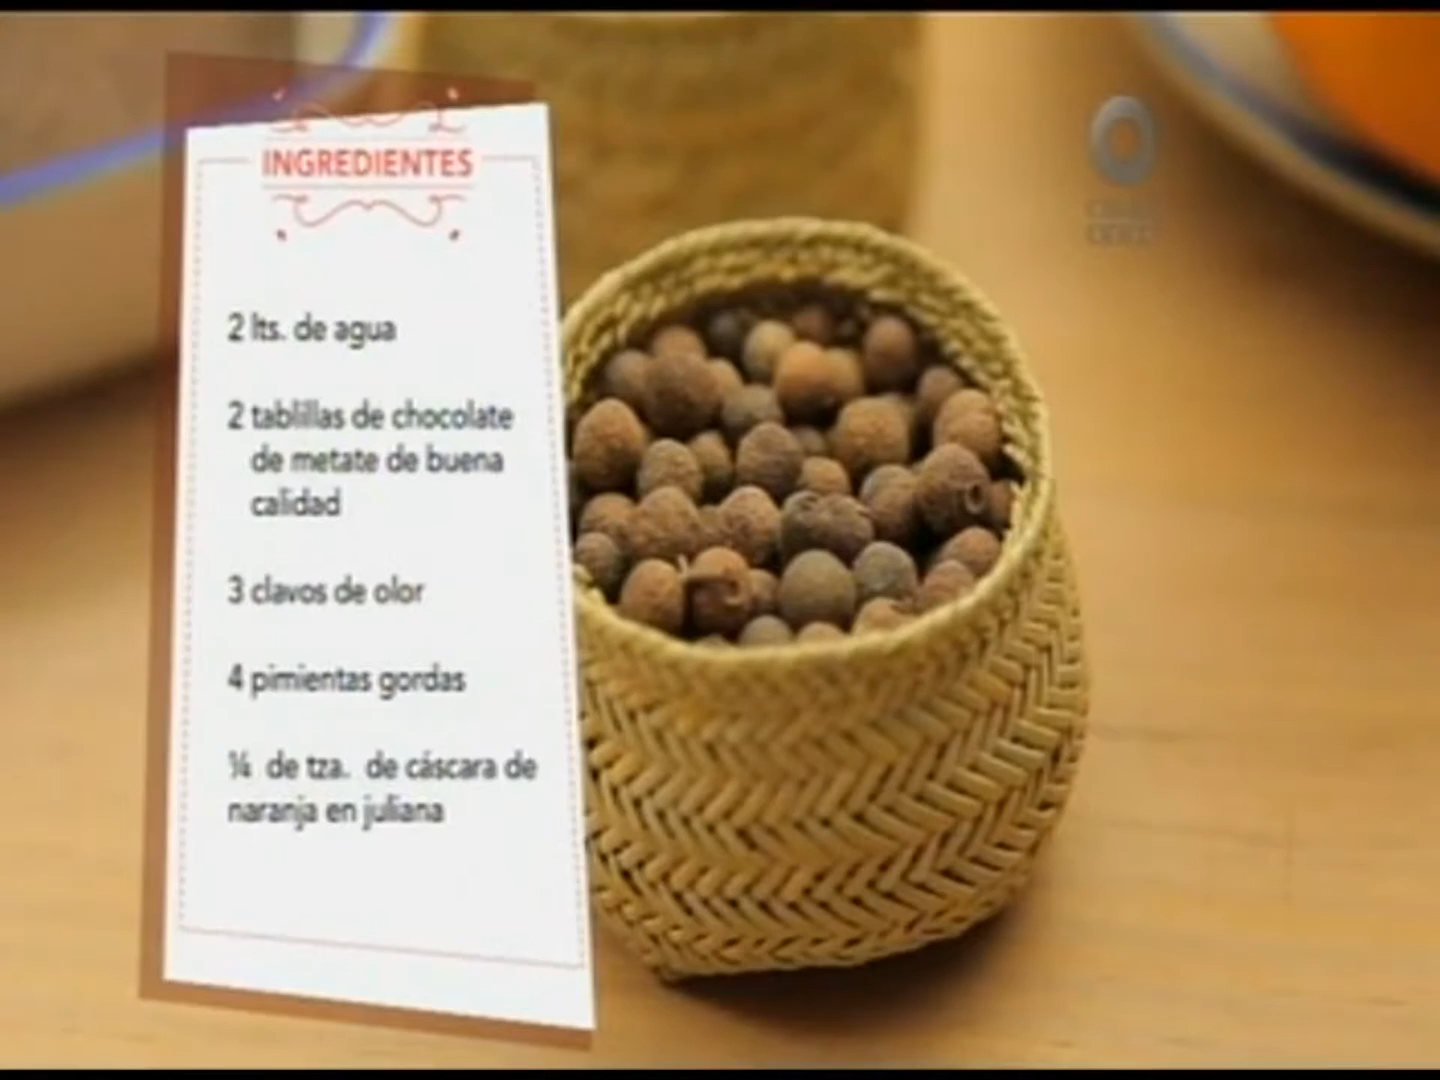 INGREDIENTES
2 lts. de agua
2 tablillas de chocolate
de metate de buena
calidad
3 clavos de olor
4 pimientas gordas
¼ de tza. de cáscara de
naranja en juliana